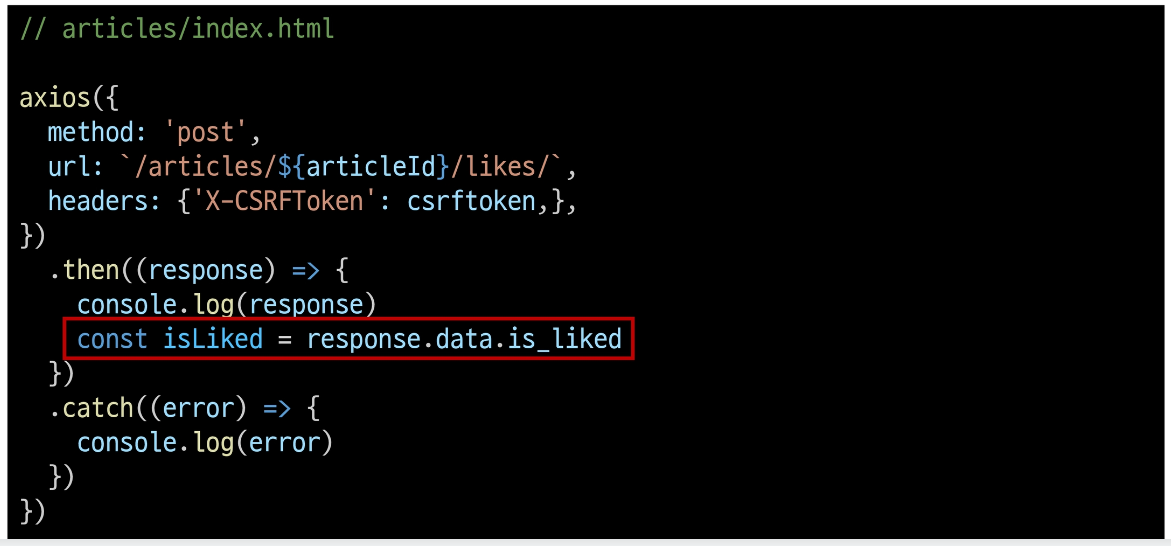 // articles/index.html
axios({
  method: 'post',
  url: `/articles/${articleId}/likes/`,
  headers: {'X-CSRFToken': csrftoken,},
})
  .then((response) => {
    console.log(response)
    const isLiked = response.data.is_liked
  })
  .catch((error) => {
    console.log(error)
  })
})